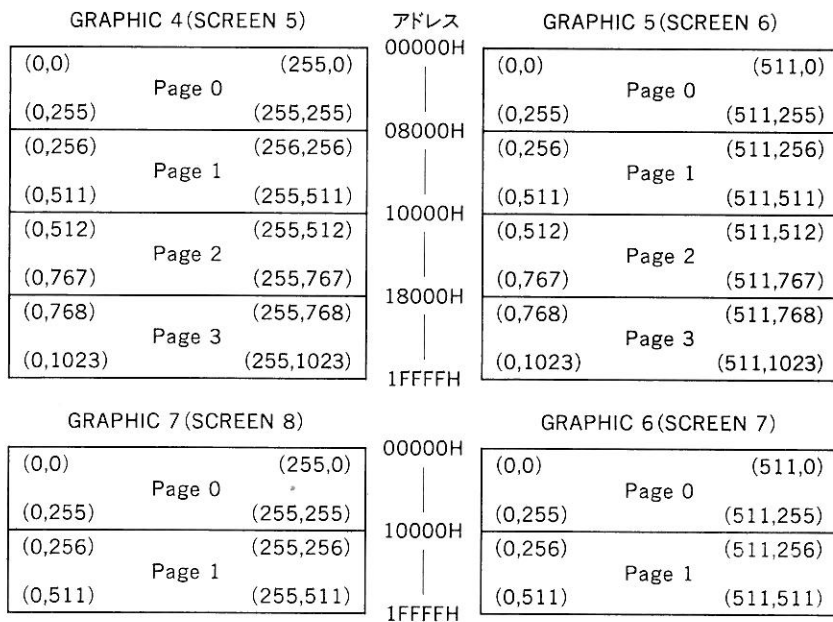 GRAPHIC 4(SCREEN 5) アドレス GRAPHIC 5(SCREEN 6)
00000H
(0,0) (255,0) (0,0) (511,0)
Page 0 Page 0
(0,255) (255,255) (0,255) (511,255)
08000H
(0,256) (256,256) (0,256) (511,256)
Page 1 Page 1
(0,511) (255,511) (0,511) (511,511)
10000H
(0,512) (255,512) (0,512) (511,512)
Page 2 Page 2
(0,767) (255,767) (0,767) (511,767)
18000H
(0,768) (255,768) (0,768) (511,768)
Page 3 Page 3
(0,1023) (255,1023) (0,1023) (511,1023)
1FFFFH
GRAPHIC 7(SCREEN 8) GRAPHIC 6(SCREEN 7)
00000H
(0,0) (255,0) (0,0) (511,0)
Page 0 Page 0
(0,255) (255,255) (0,255) (511,255)
10000H
(0,256) (255,256) (0,256) (511,256)
Page 1 Page 1
(0,511) (255,511) (0,511) (511,511)
1FFFFH